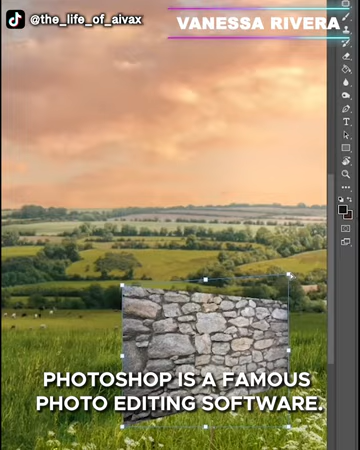 @the_life_of_aivax
VANESSA RIVERA
PHOTOSHOP IS A FAMOUS
PHOTO EDITING SOFTWARE.